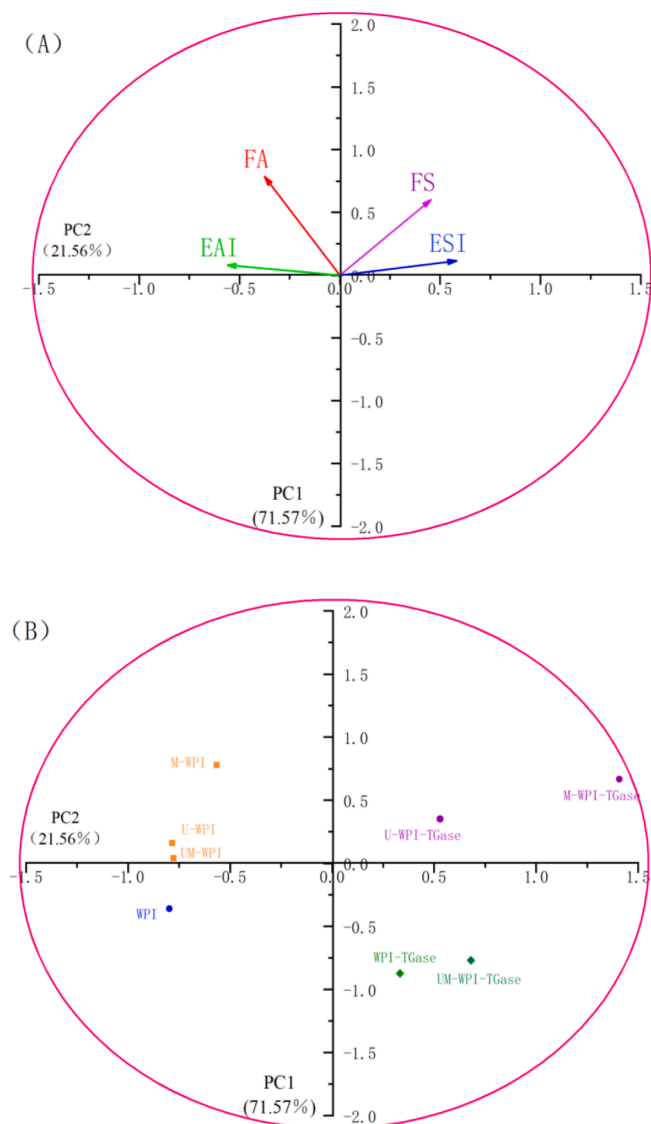 (A)
2.0
1.5
1.0
FA
FS
0.5
PC2
(21.56%)
EAI
ESI
0.0
-1.5
-1.0
-0.5
0.0
0.5
1.0
1.5
-0.5
-1.0
-1.5
PC1
(71.57%)
-2.0
(B)
2.0
1.5
1.0
M-WPI
M-WPI-TGase
0.5
PC2
(21.56%)
U-WPI
U-WPI-TGase
UM-WPI
0.0
-1.5
-1.0
-0.5
0.0
0.5
1.0
1.5
WPI
-0.5
WPI-TGase
UM-WPI-TGase
-1.0
-1.5
PC1
(71.57%)
-2.0